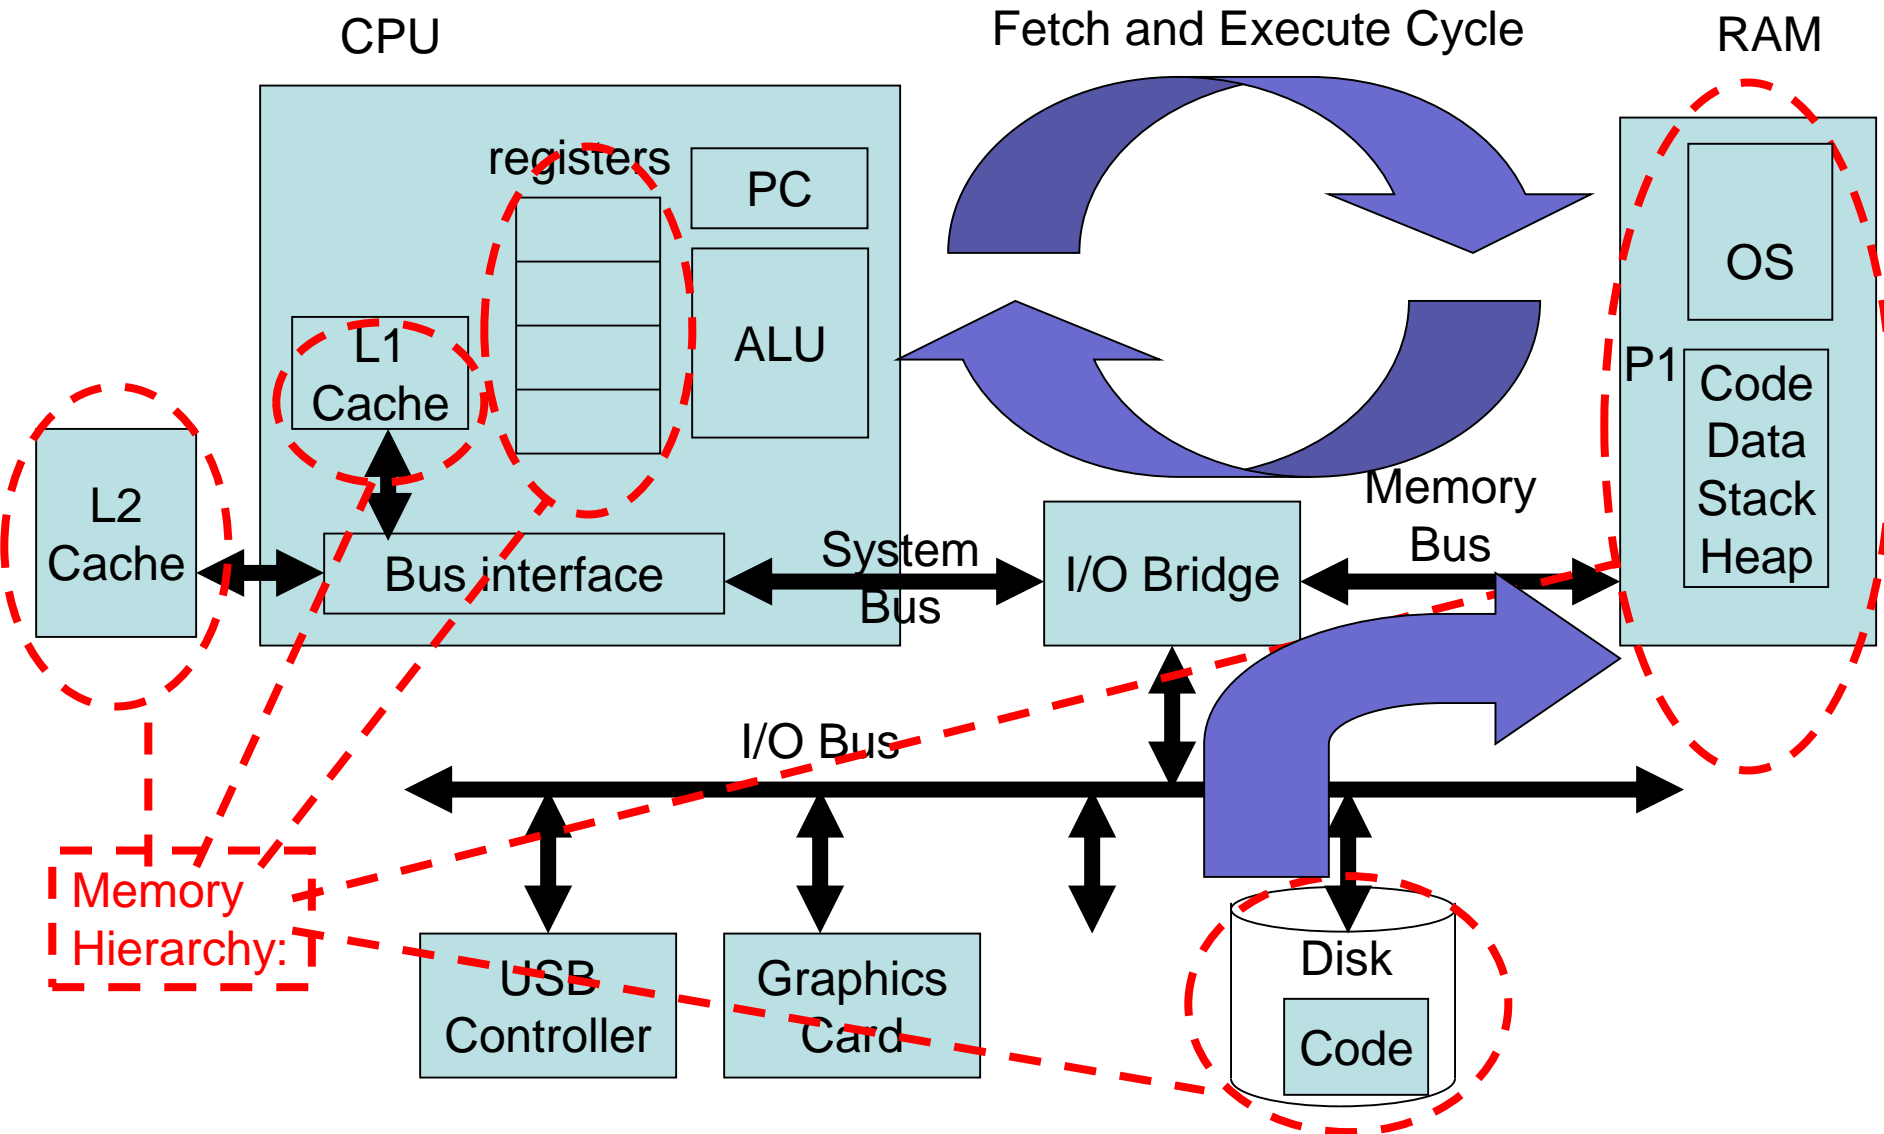 CPU
Fetch and Execute Cycle
RAM
registers
PC
OS
L1
Cache
ALU
P1
Code
Data
Stack
Heap
L2
Cache
Bus interface
System
Bus
I/O Bridge
Memory
Bus
I/O Bus
Memory
Hierarchy:
USB
Controller
Graphics
Card
Disk
Code